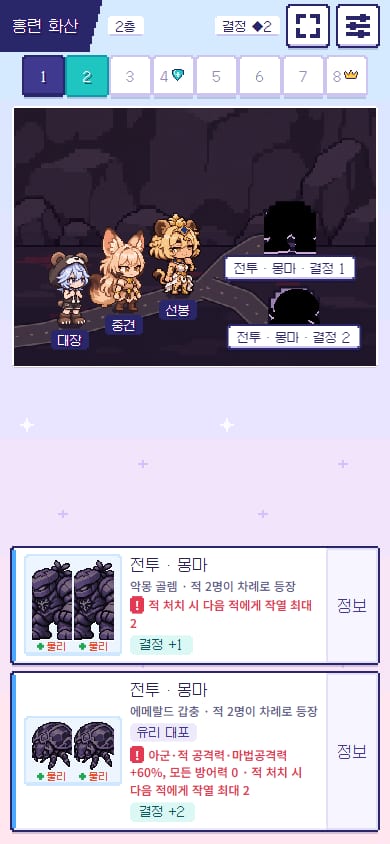 홍련 화산
2층
결정 ◆2
1
2
3
4
5
6
7
8
대장
중견
선봉
전투 · 몽마 · 결정 1
전투 · 몽마 · 결정 2
전투 · 몽마
악몽 골렘 · 적 2명이 차례로 등장
! 적 처치 시 다음 적에게 작열 최대
2
결정 +1
물리
물리
정보
전투 · 몽마
에메랄드 갑충 · 적 2명이 차례로 등장
유리 대포
! 아군·적 공격력·마법공격력
+60%, 모든 방어력 0 · 적 처치 시
다음 적에게 작열 최대 2
결정 +2
물리
물리
정보